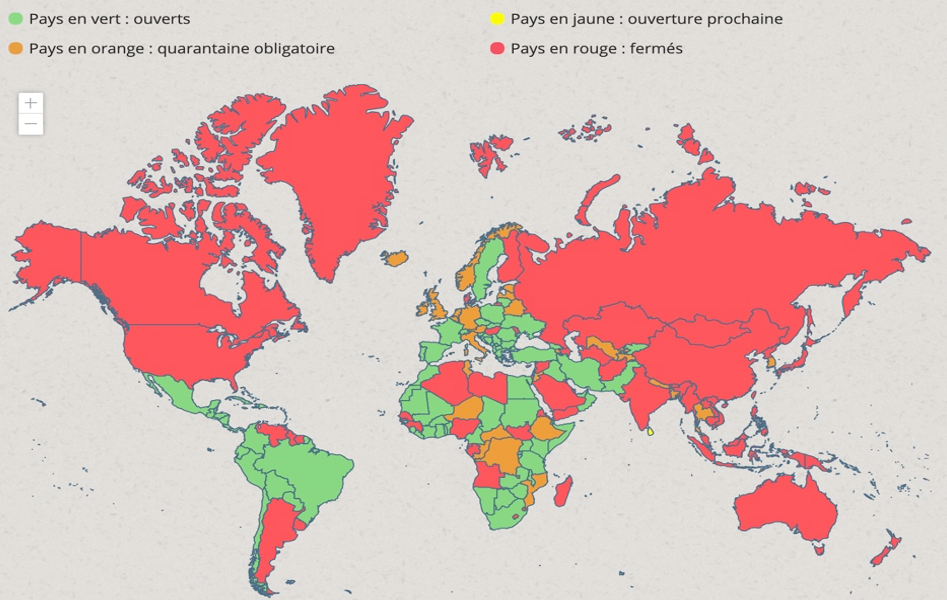 Pays en vert : ouverts
Pays en jaune : ouverture prochaine
Pays en orange : quarantaine obligatoire
Pays en rouge : fermés
+
−